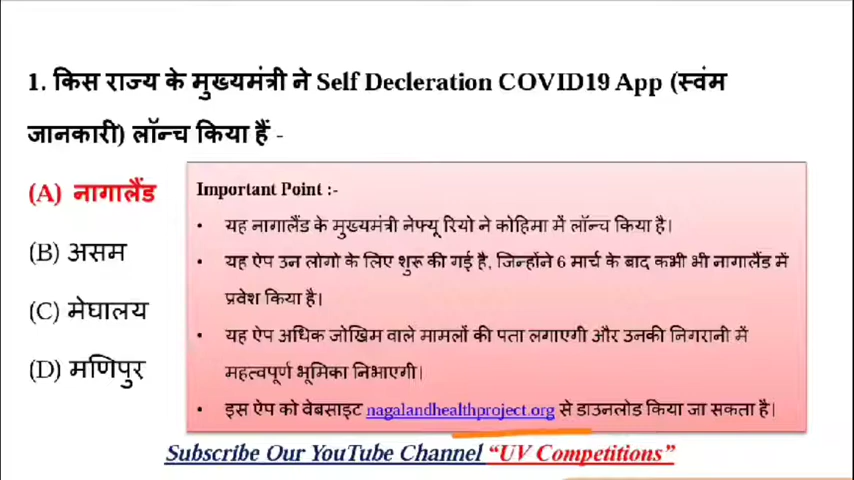 1. किस राज्य के मुख्यमंत्री ने Self Decleration COVID19 App (स्वंम
जानकारी) लॉन्च किया हैं -
(A) नागालैंड
(B) असम
(C) मेघालय
(D) मणिपुर
Important Point :-
• यह नागालैंड के मुख्यमंत्री नेफ्यू रियो ने कोहिमा में लॉन्च किया है।
• यह ऐप उन लोगो के लिए शुरू की गई है, जिन्होंने 6 मार्च के बाद कभी भी नागालैंड में
प्रवेश किया है।
• यह ऐप अधिक जोखिम वाले मामलों की पता लगाएगी और उनकी निगरानी में
महत्वपूर्ण भूमिका निभाएगी।
• इस ऐप को वेबसाइट nagalandhealthproject.org से डाउनलोड किया जा सकता है।
Subscribe Our YouTube Channel “UV Competitions”